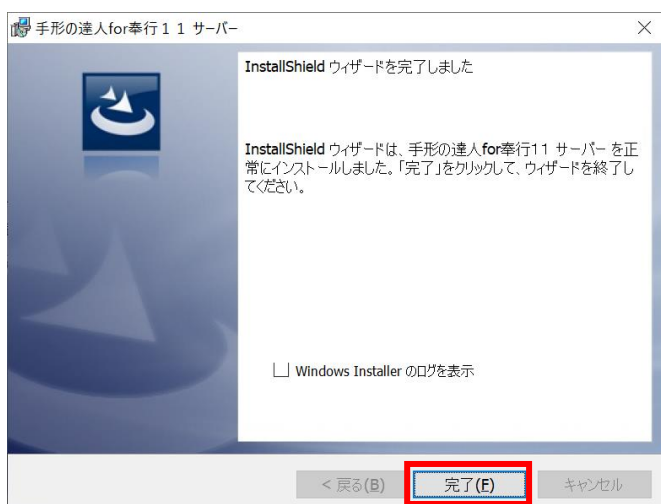 手形の達人for奉行11 サーバー
InstallShield ウィザードを完了しました
InstallShield ウィザードは、手形の達人for奉行11 サーバー を正
常にインストールしました。「完了」をクリックして、ウィザードを終了し
てください。
Windows Installer のログを表示
< 戻る(B)
完了(F)
キャンセル